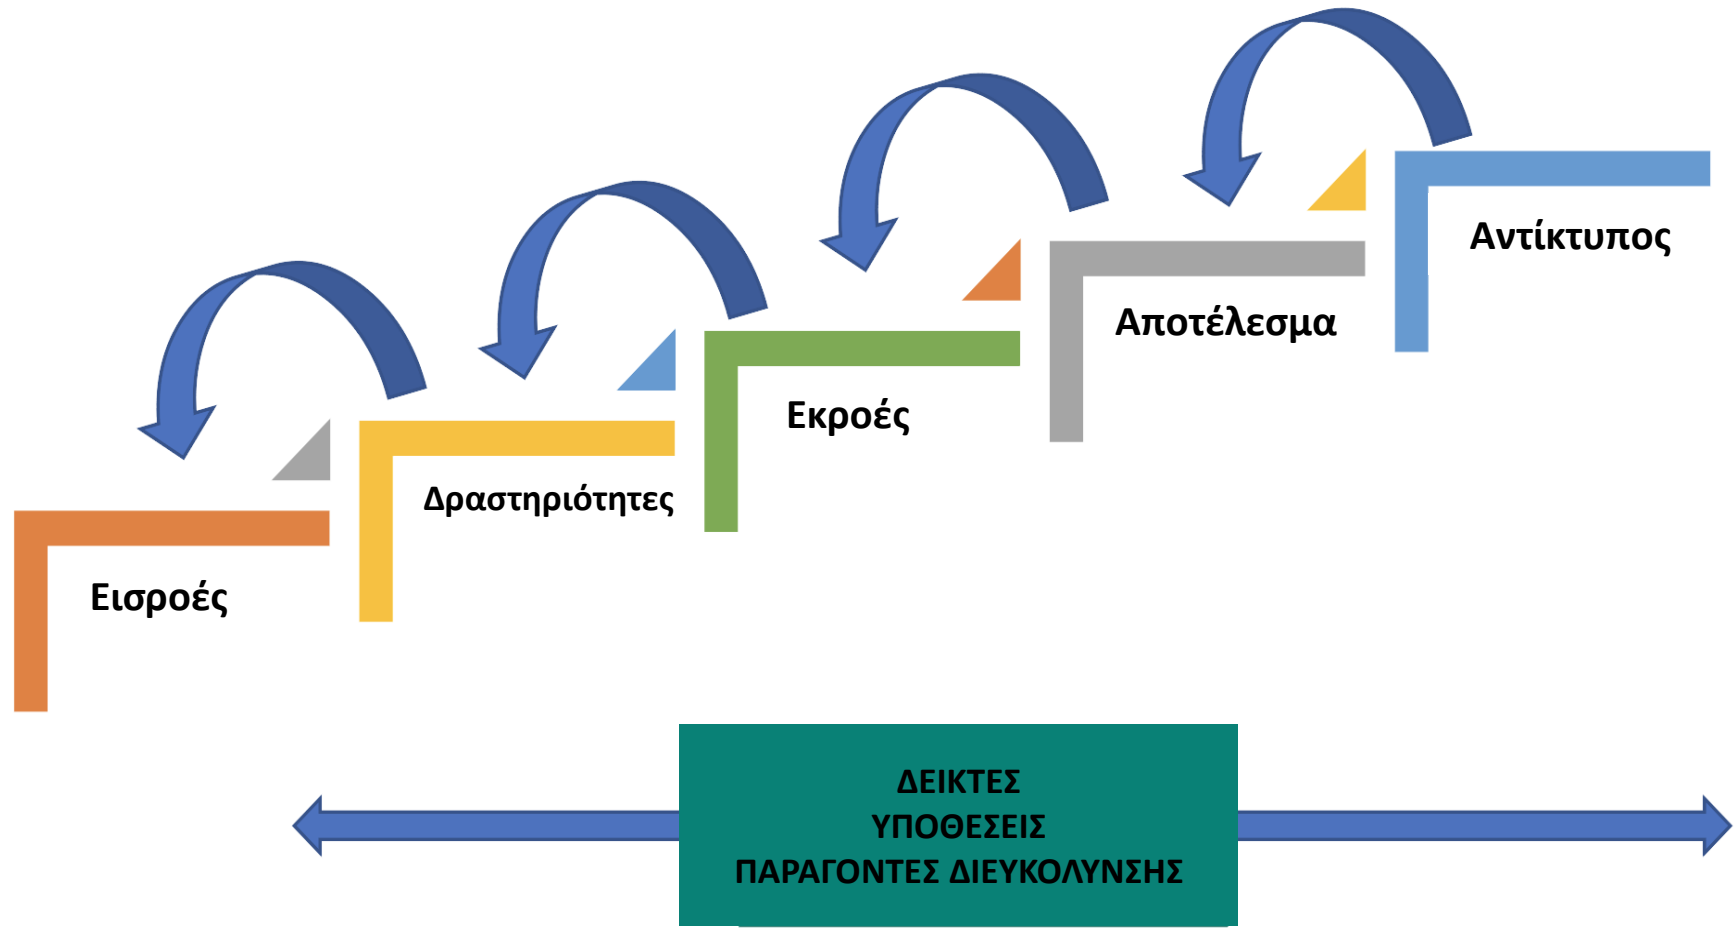 Αντίκτυπος
Αποτέλεσμα
Εκροές
Δραστηριότητες
Εισροές
ΔΕΙΚΤΕΣ
ΥΠΟΘΕΣΕΙΣ
ΠΑΡΑΓΟΝΤΕΣ ΔΙΕΥΚΟΛΥΝΣΗΣ